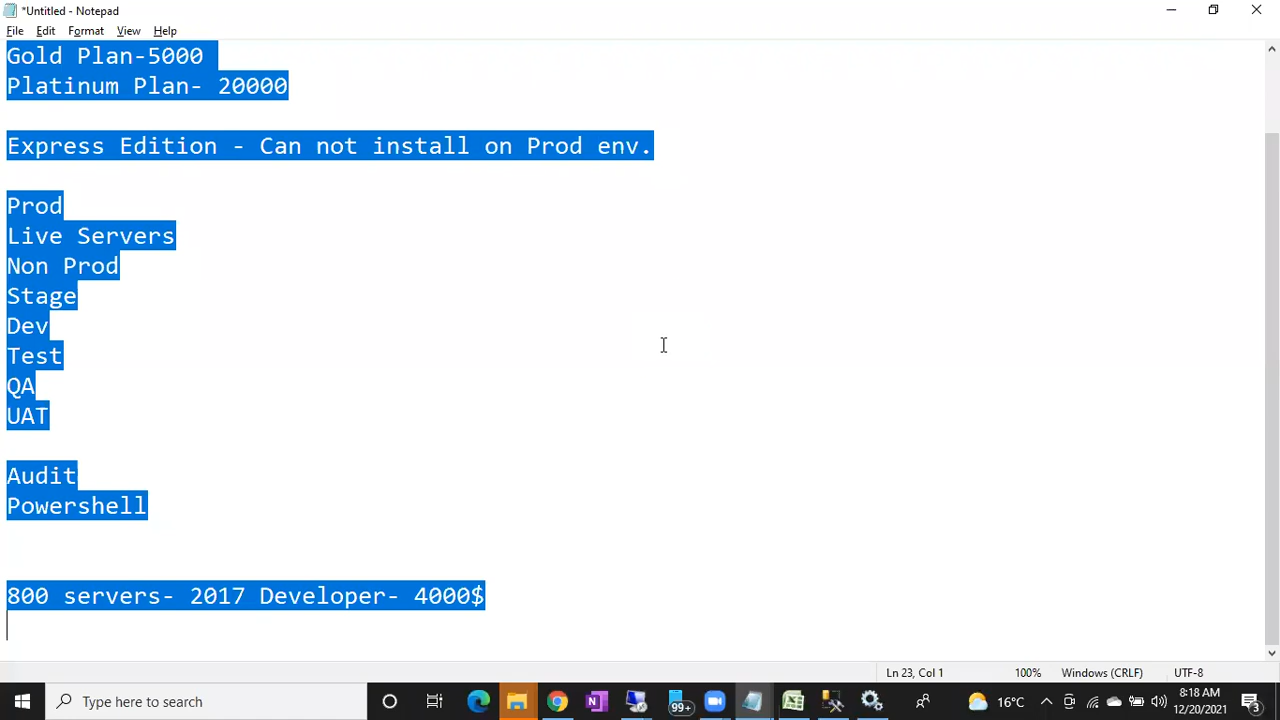 *Untitled - Notepad
File Edit Format View Help
Gold Plan-5000
Platinum Plan- 20000
Express Edition - Can not install on Prod env.
Prod
Live Servers
Non Prod
Stage
Dev
Test
QA
UAT
Audit
Powershell
800 servers- 2017 Developer- 4000$
Ln 23, Col 1 100% Windows (CRLF) UTF-8
Type here to search 99+ 16°C 8:18 AM
12/20/2021 3